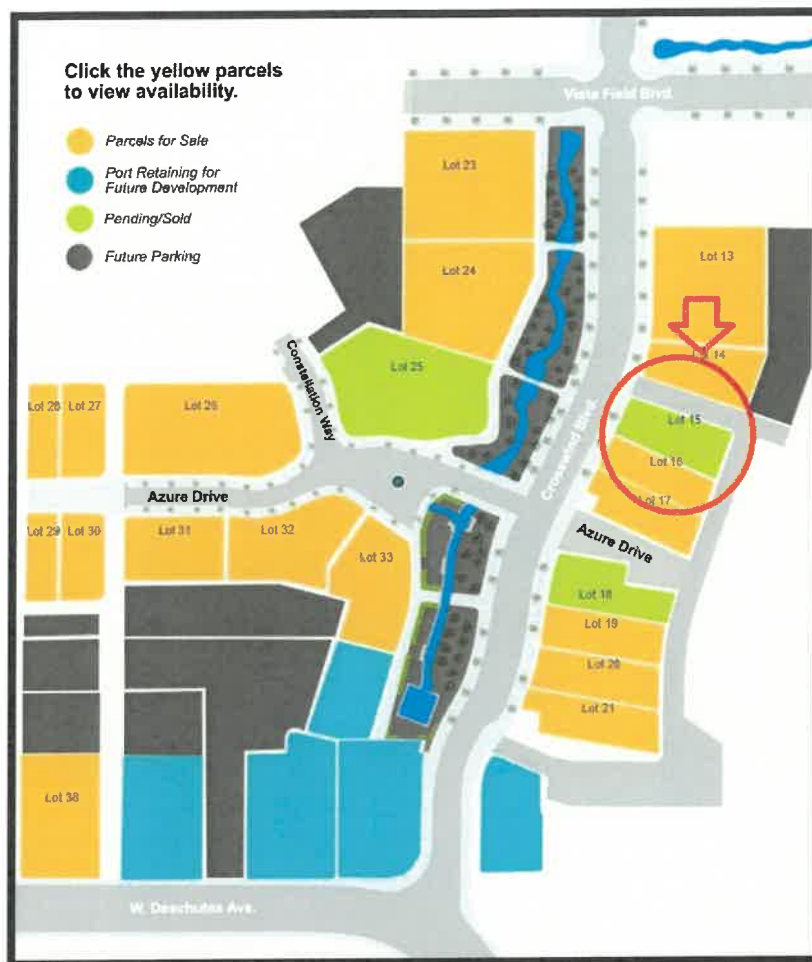 Click the yellow parcels
to view availability.
Parcels for Sale
Port Retaining for
Future Development
Pending/Sold
Future Parking
Vista Field Blvd.
Lot 23
Lot 24
Lot 13
Lot 14
Constellation Way
Lot 25
Lot 28
Lot 27
Lot 26
Crosswind Blvd.
Lot 15
Lot 16
Lot 17
Azure Drive
Azure Drive
Lot 29
Lot 30
Lot 31
Lot 32
Lot 33
Lot 18
Lot 19
Lot 20
Lot 21
Lot 38
W. Deschutes Ave.